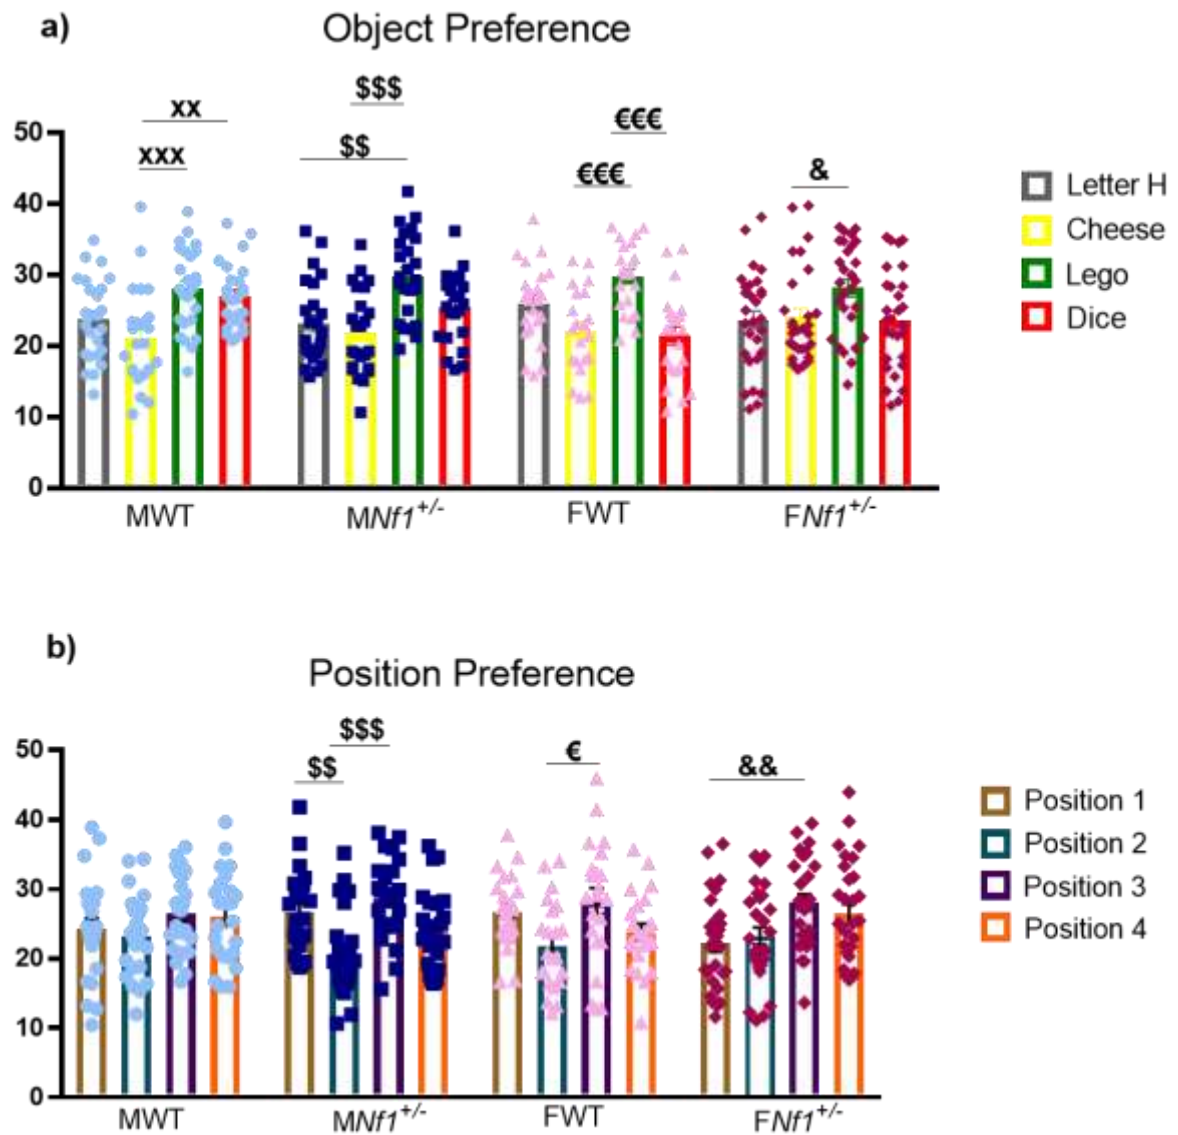 a)
Object Preference
$$$
xx
€€€
50
xxx
$$
€€€
&
40
30
20
10
0
Letter H
Cheese
Lego
Dice
MWT
MNf1+/-
FWT
FNf1+/-
b)
Position Preference
$$$
50
$$
€
&&
40
30
20
10
0
Position 1
Position 2
Position 3
Position 4
MWT
MNf1+/-
FWT
FNf1+/-